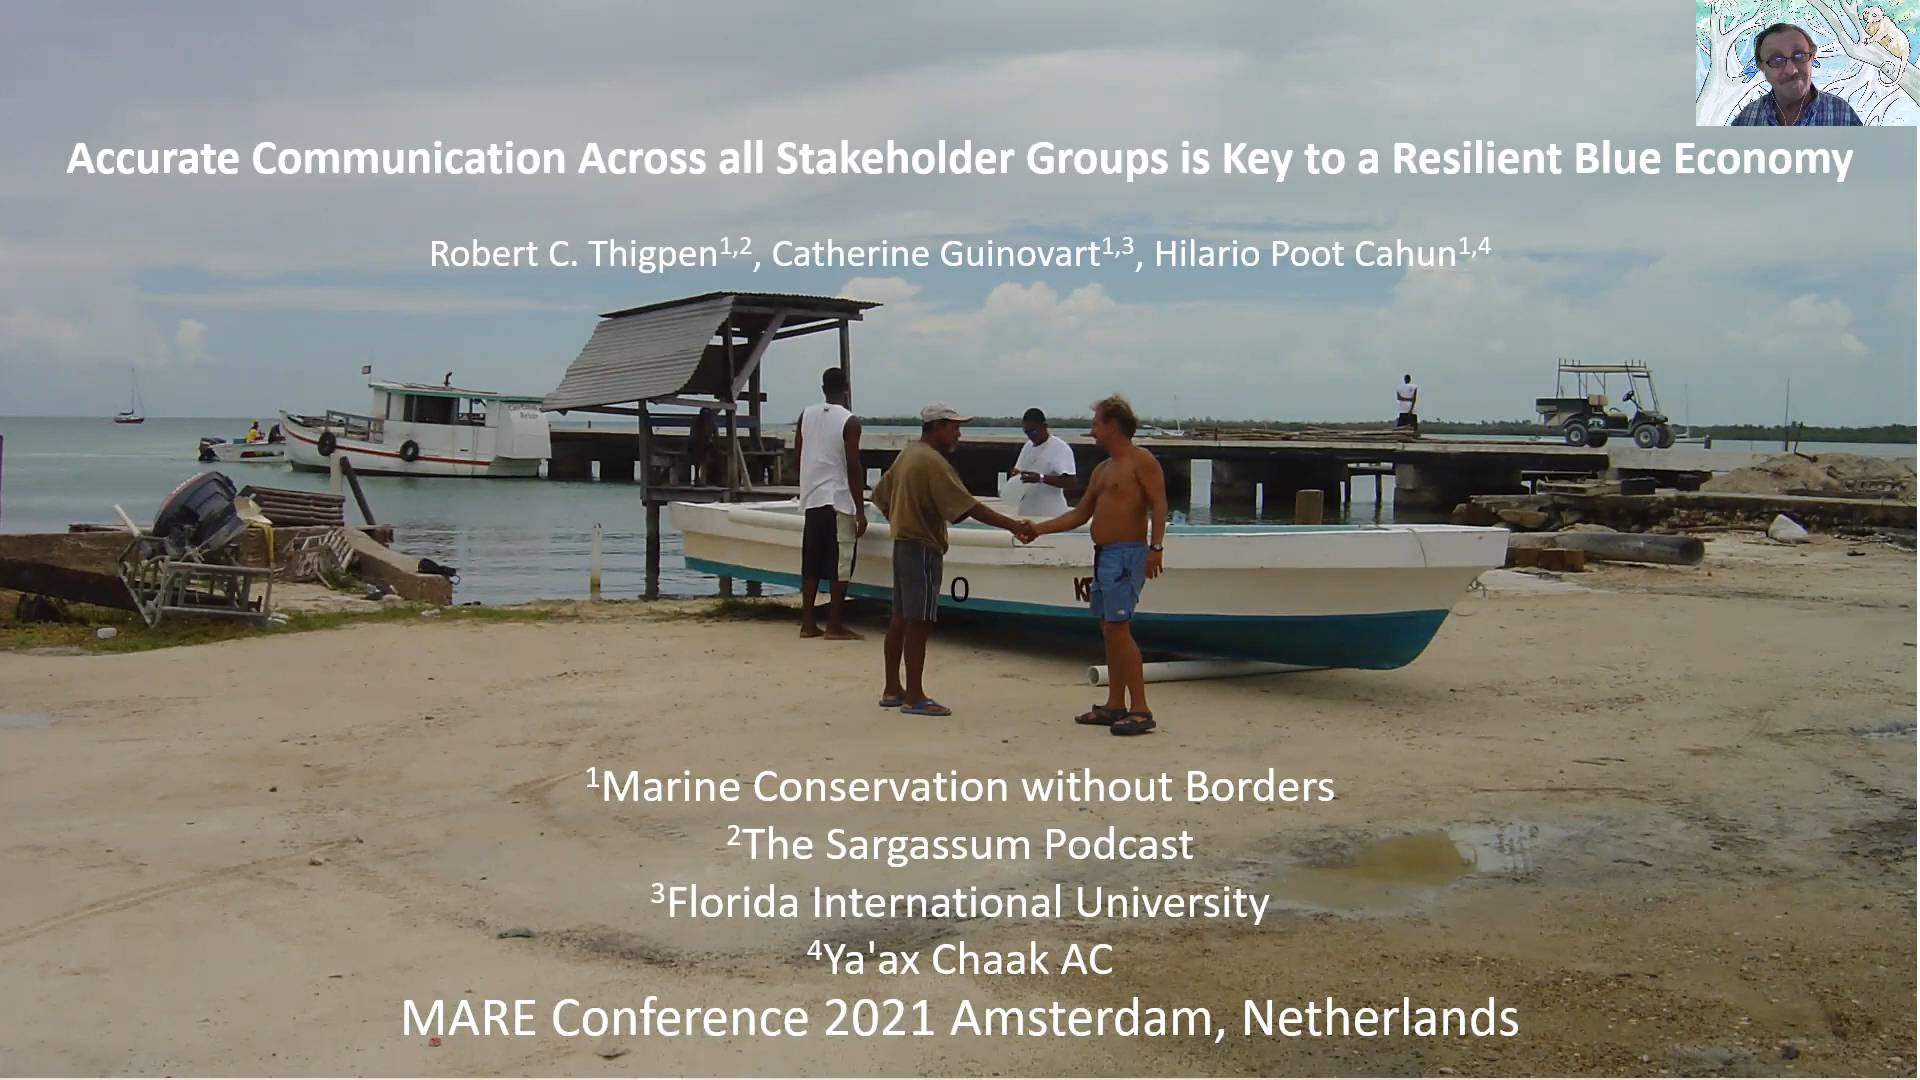 Accurate Communication Across all Stakeholder Groups is Key to a Resilient Blue Economy
Robert C. Thigpen1,2, Catherine Guinovart1,3, Hilario Poot Cahun1,4
0
1Marine Conservation without Borders
2The Sargassum Podcast
3Florida International University
4Ya'ax Chaak AC
MARE Conference 2021 Amsterdam, Netherlands